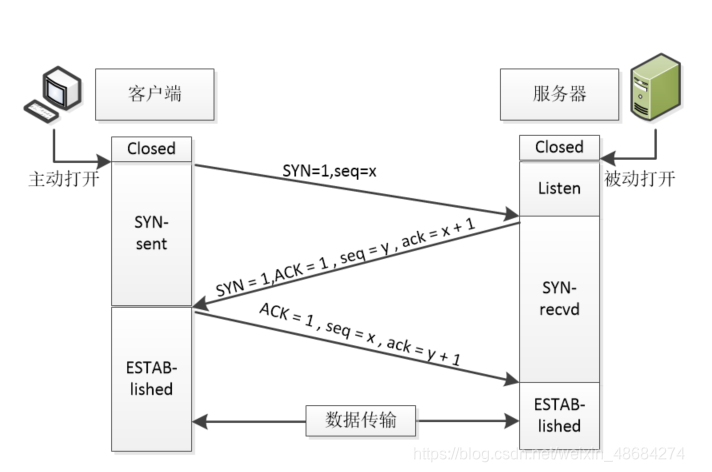 客户端
服务器
Closed
Closed
主动打开
被动打开
SYN=1,seq=x
Listen
SYN-
sent
SYN = 1,ACK = 1 , seq = y , ack = x + 1
SYN-
recvd
ACK = 1 , seq = x , ack = y + 1
ESTAB-
lished
ESTAB-
lished
数据传输
https://blog.csdn.net/weixin_48684274